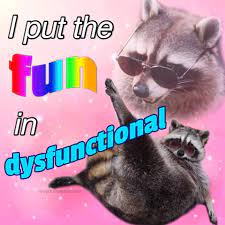 I put the
fun
in
dysfunctional